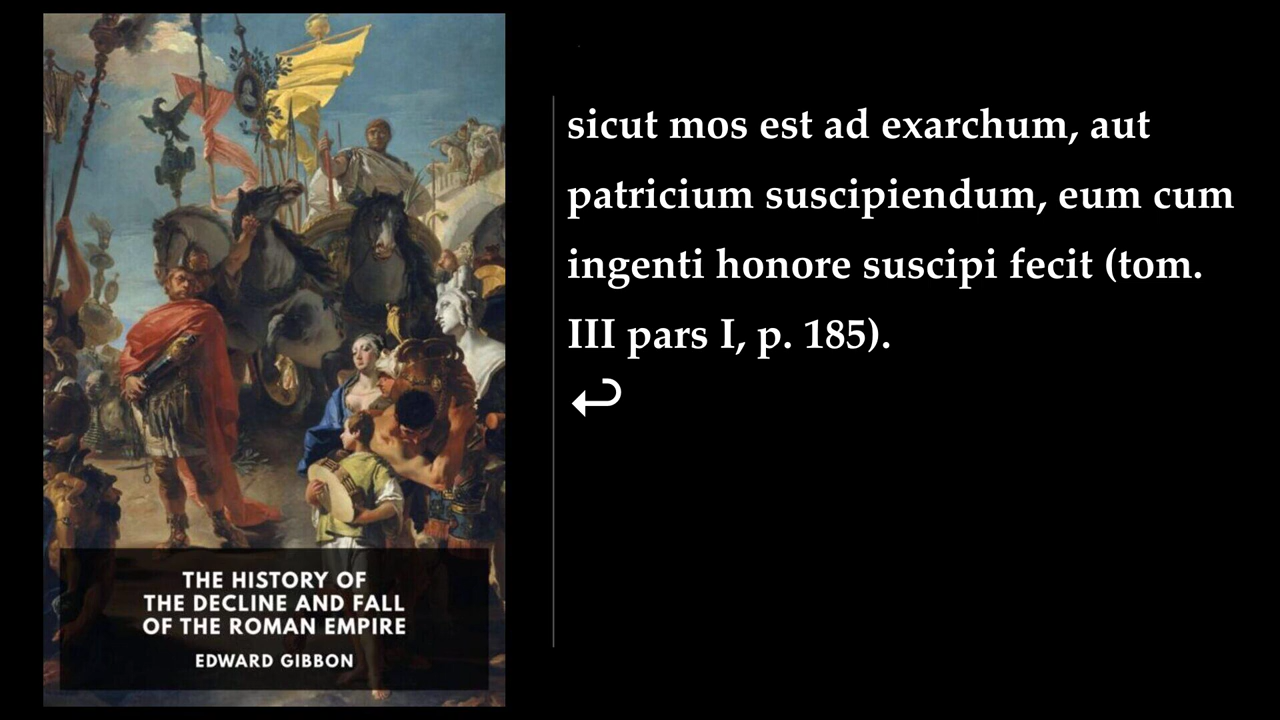 sicut mos est ad exarchum, aut
patricium suscipiendum, eum cum
ingenti honore suscipi fecit (tom.
III pars I, p. 185).
↩
THE HISTORY OF
THE DECLINE AND FALL
OF THE ROMAN EMPIRE
EDWARD GIBBON